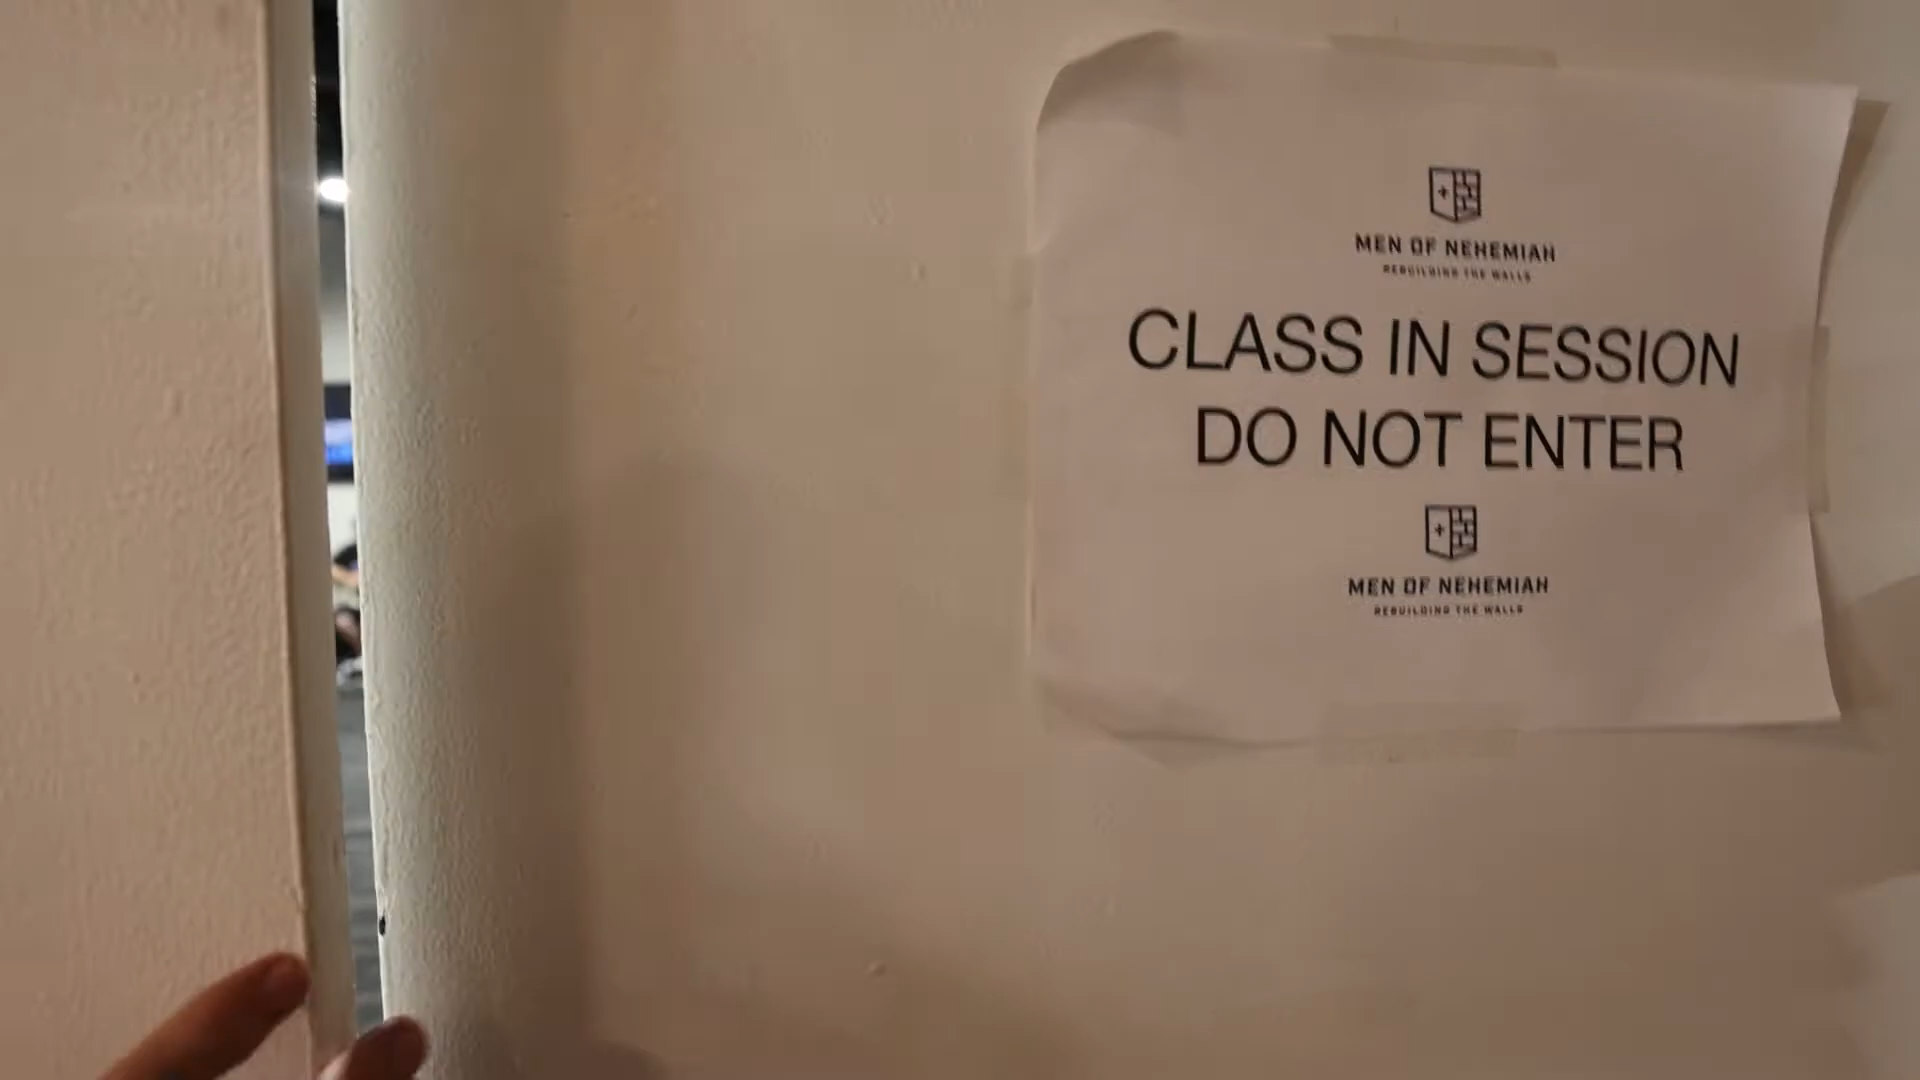 MEN OF NEHEMIAH
REBUILDING THE WALLS
CLASS IN SESSION
DO NOT ENTER
MEN OF NEHEMIAH
REBUILDING THE WALLS